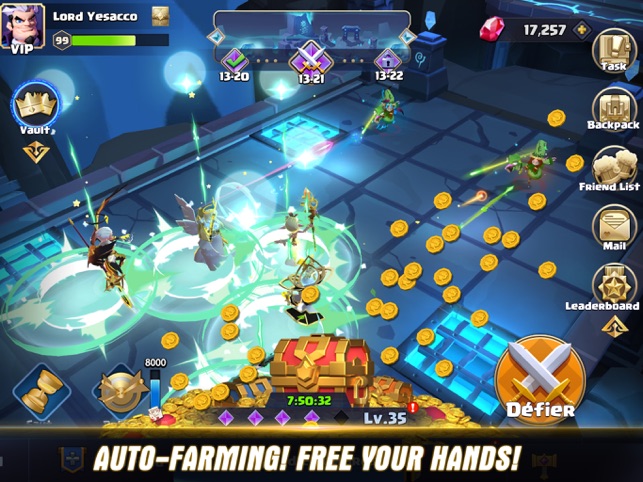 Lord Yesacco
17,257
99
VIP
13-20
13-21
13-22
Task
Vault
Backpack
Friend List
Mail
Leaderboard
8000
7:50:32
Lv.35
!
Défier
AUTO-FARMING! FREE YOUR HANDS!